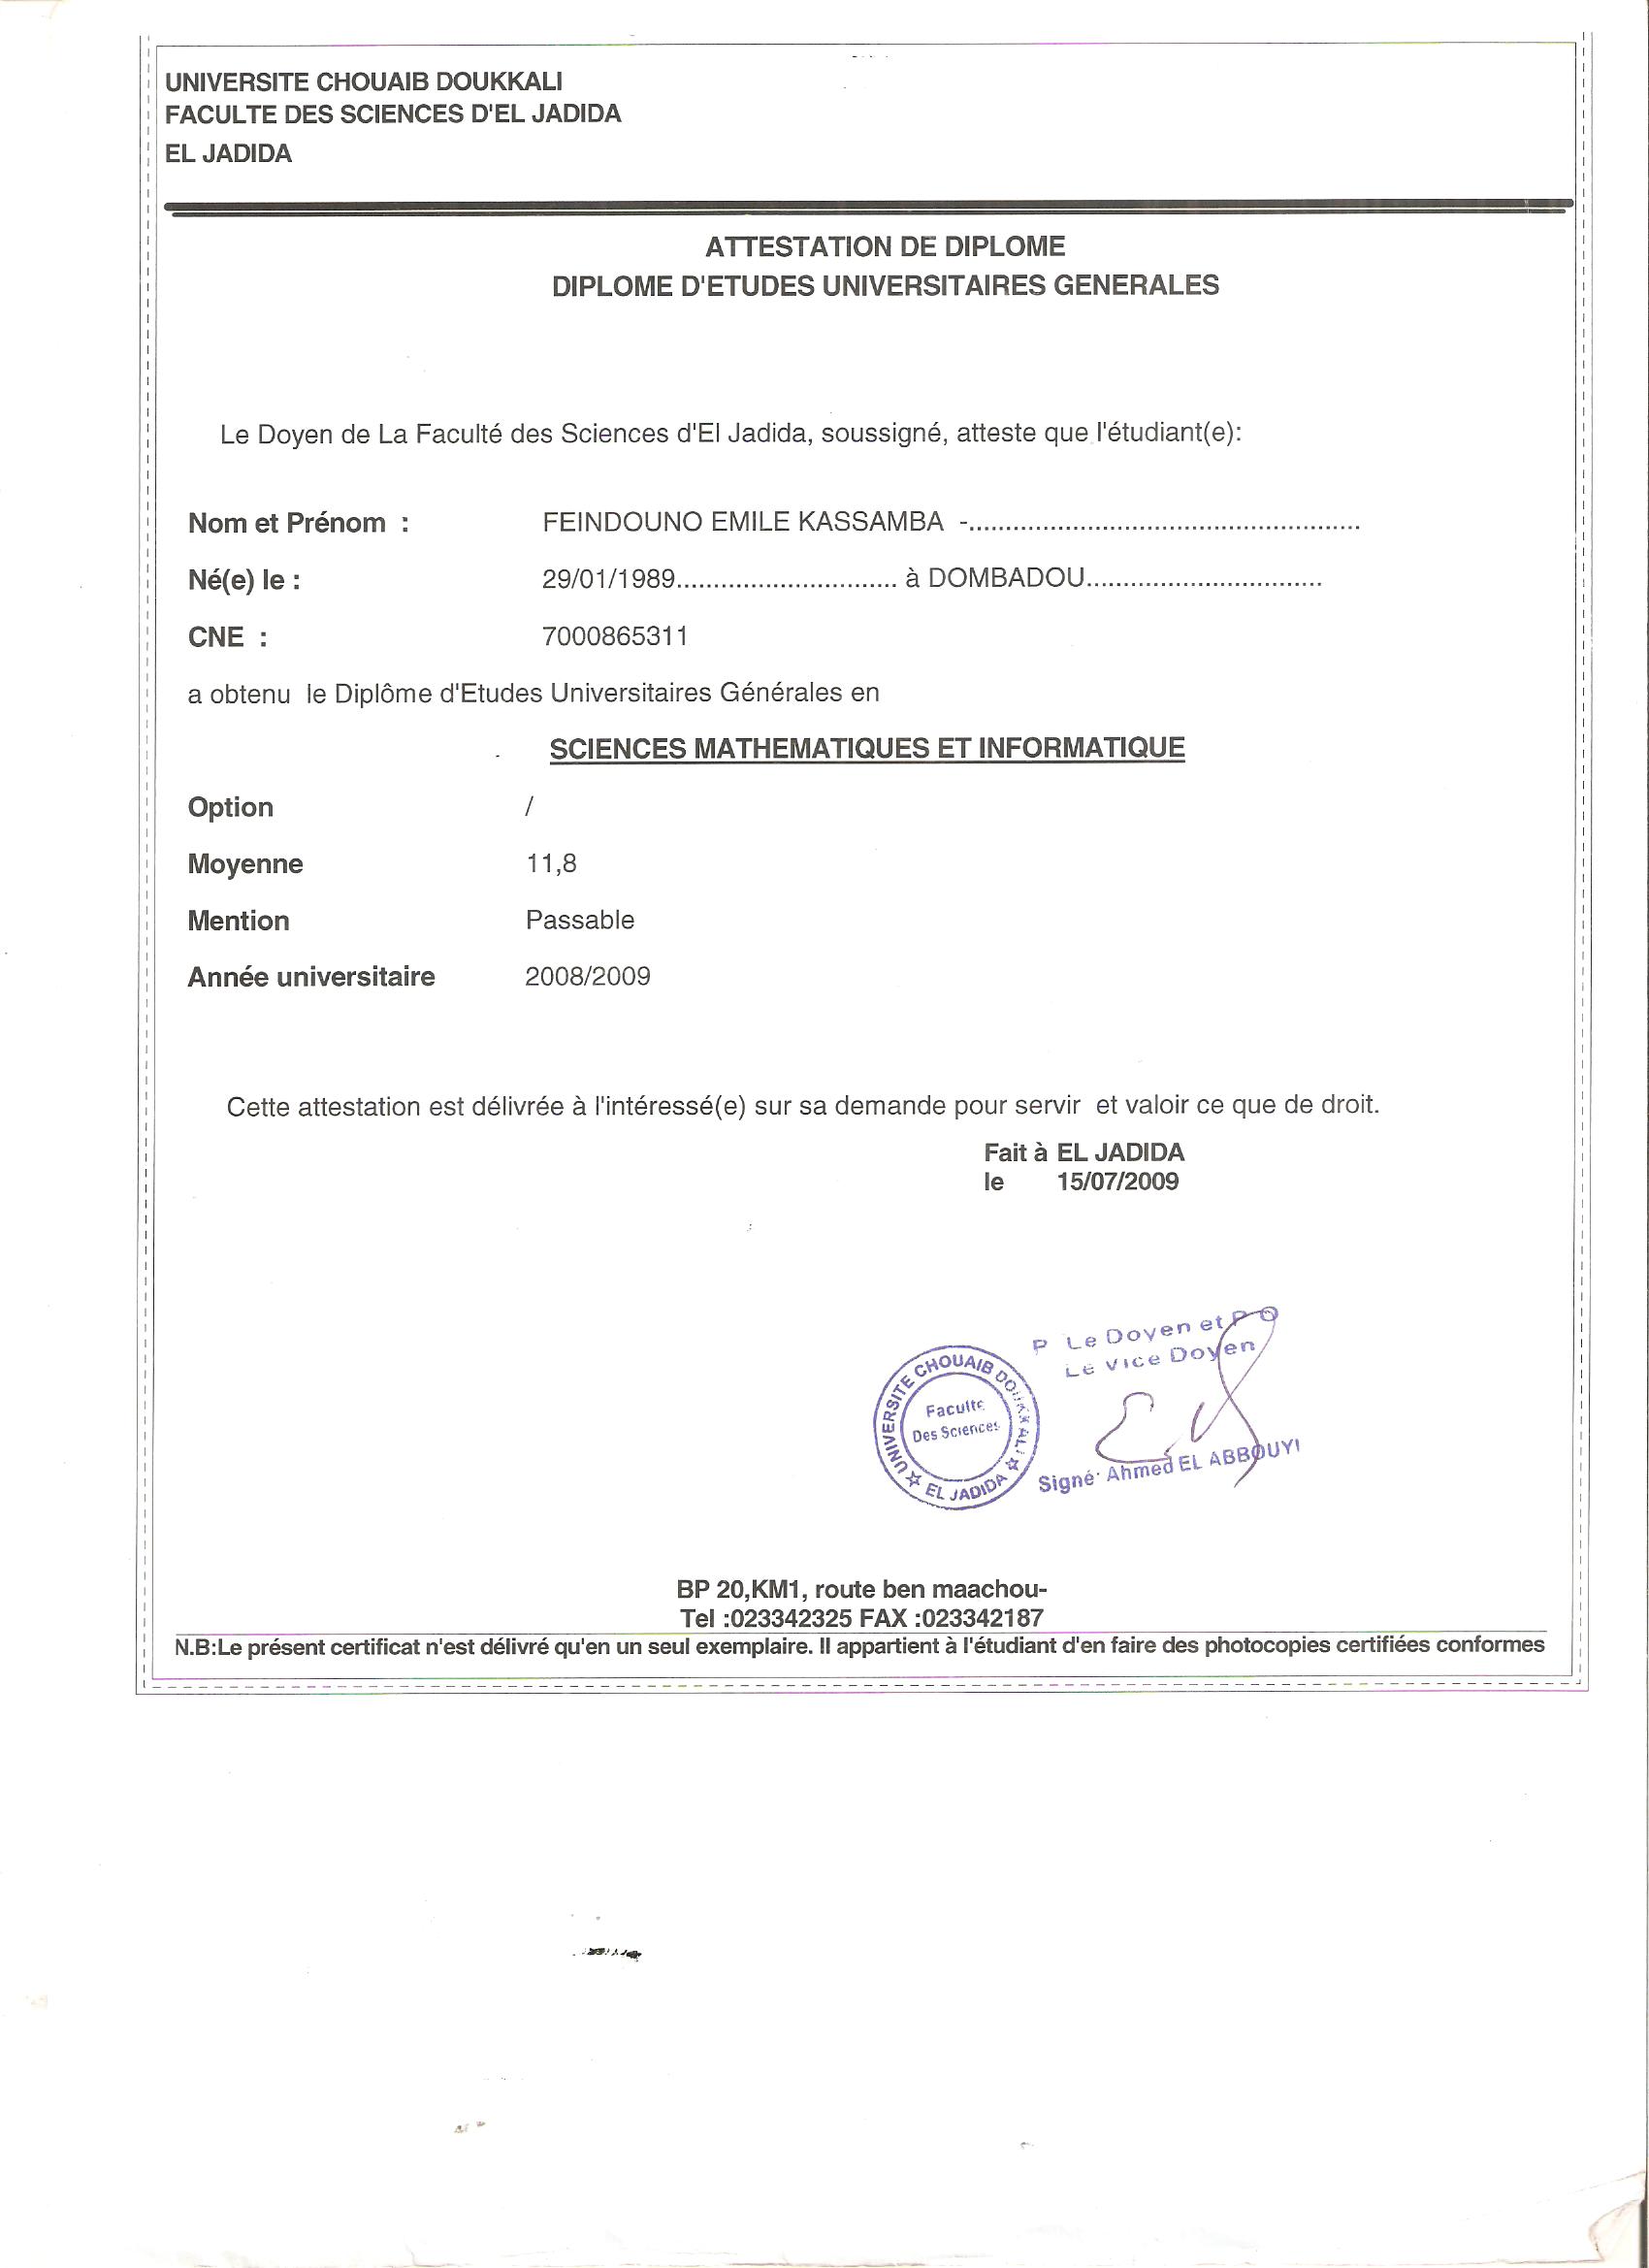 UNIVERSITE CHOUAIB DOUKKALI
FACULTE DES SCIENCES D'EL JADIDA
EL JADIDA
ATTESTATION DE DIPLOME
DIPLOME D'ETUDES UNIVERSITAIRES GENERALES
Le Doyen de La Faculté des Sciences d'El Jadida, soussigné, atteste que l'étudiant(e):
Nom et Prénom : FEINDOUNO EMILE KASSAMBA -.....................................................
Né(e) le : 29/01/1989.............................. à DOMBADOU................................
CNE : 7000865311
a obtenu le Diplôme d'Etudes Universitaires Générales en
SCIENCES MATHEMATIQUES ET INFORMATIQUE
Option /
Moyenne 11,8
Mention Passable
Année universitaire 2008/2009
Cette attestation est délivrée à l'intéressé(e) sur sa demande pour servir et valoir ce que de droit.
Fait à EL JADIDA
le 15/07/2009
P Le Doyen et P O
Le Vice Doyen
UNIVERSITE CHOUAIB DOUKKALI
Faculte
Des Sciences
☆ EL JADIDA ☆
Signé: Ahmed EL ABBOUYI
BP 20,KM1, route ben maachou-
Tel :023342325 FAX :023342187
N.B:Le présent certificat n'est délivré qu'en un seul exemplaire. Il appartient à l'étudiant d'en faire des photocopies certifiées conformes